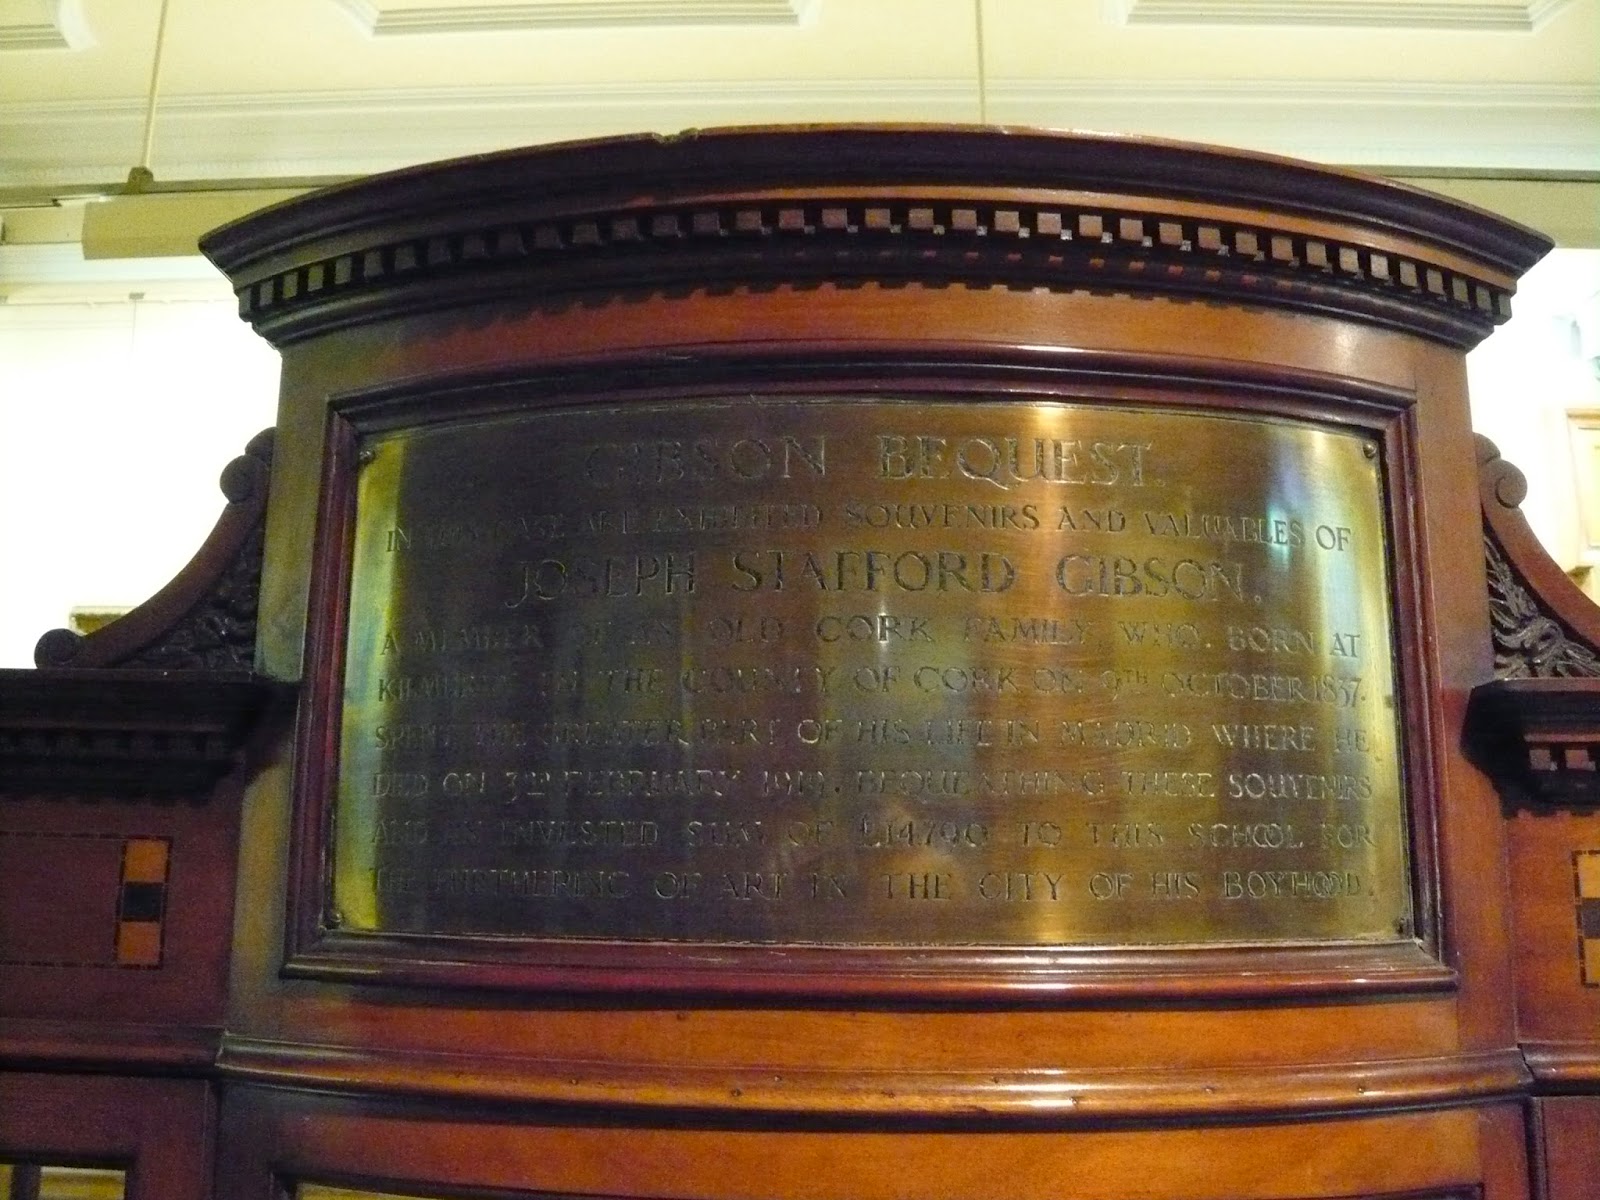 GIBSON BEQUEST.
IN THIS CASE ARE EXHIBITED SOUVENIRS AND VALUABLES OF
JOSEPH STAFFORD GIBSON.
A MEMBER OF AN OLD CORK FAMILY, WHO, BORN AT
IN THE COUNTY OF CORK ON 9TH OCTOBER 1837.
SPENT THE GREATER PART OF HIS LIFE IN MADRID WHERE HE
DIED ON 3RD FEBRUARY 1919, BEQUEATHING THESE SOUVENIRS
AND AN INVESTED SUM OF £14,790 TO THIS SCHOOL FOR
THE FURTHERING OF ART IN THE CITY OF HIS BOYHOOD.